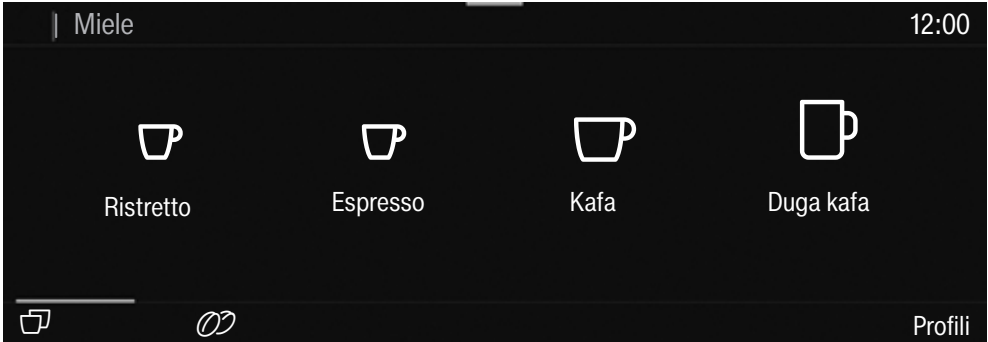 | Miele
12:00
Ristretto
Espresso
Kafa
Duga kafa
Profili